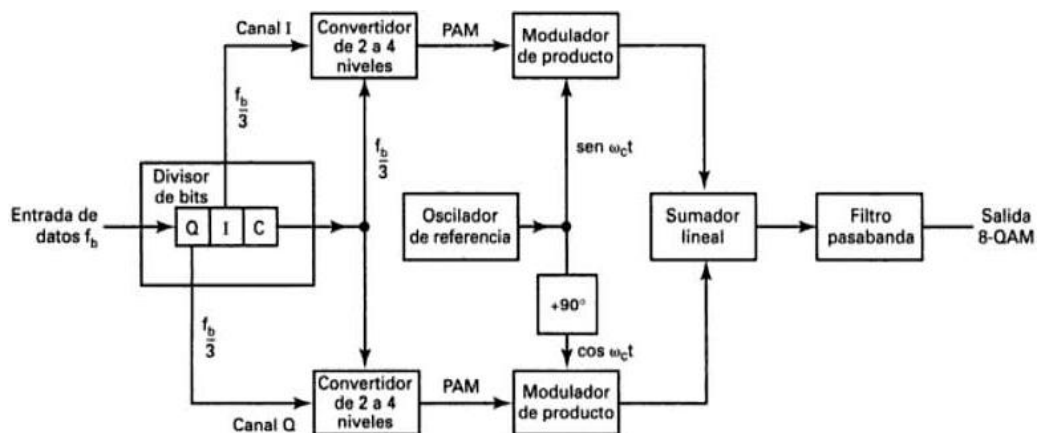 Canal I
Convertidor
de 2 a 4
niveles
PAM
Modulador
de producto
f_b
3
f_b
3
sen ω_ct
Divisor
de bits
Entrada de
datos f_b
Q I C
Oscilador
de referencia
Sumador
lineal
Filtro
pasabanda
Salida
8-QAM
+90°
f_b
3
cos ω_ct
Convertidor
de 2 a 4
niveles
PAM
Modulador
de producto
Canal Q